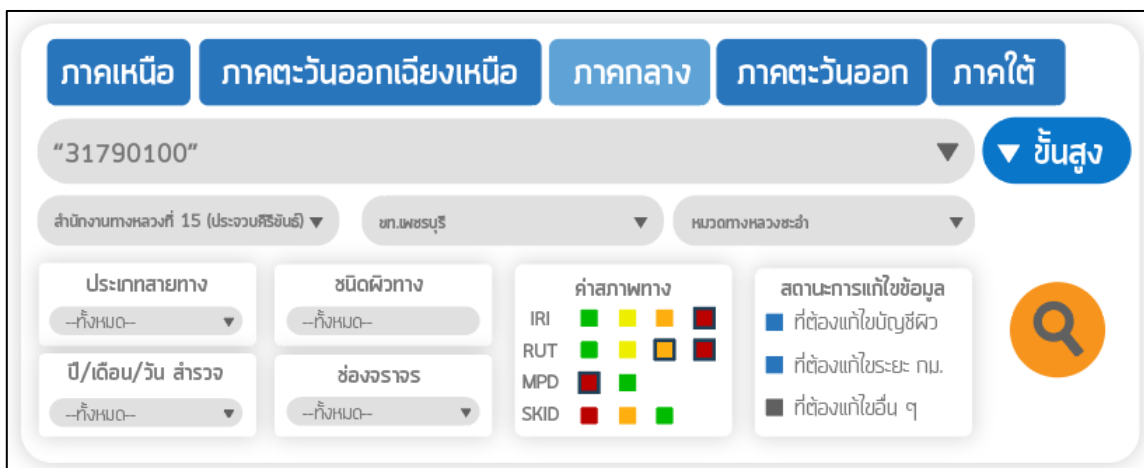 ภาคเหนือ ภาคตะวันออกเฉียงเหนือ ภาคกลาง ภาคตะวันออก ภาคใต้
"31790100" ขั้นสูง
สำนักงานทางหลวงที่ 15 (ประจวบคิริขันธ์) ขท.เพชรบุรี หมวดทางหลวงชะอำ
ประเภทสายทาง
--ทั้งหมด--
ชนิดผิวทาง
--ทั้งหมด--
ปี/เดือน/วัน สำรวจ
--ทั้งหมด--
ช่องจราจร
--ทั้งหมด--
ค่าสภาพทาง
IRI
RUT
MPD
SKID
สถานะการแก้ไขข้อมูล
ที่ต้องแก้ไขบัญชีผิว
ที่ต้องแก้ไขระยะ กม.
ที่ต้องแก้ไขอื่น ๆ